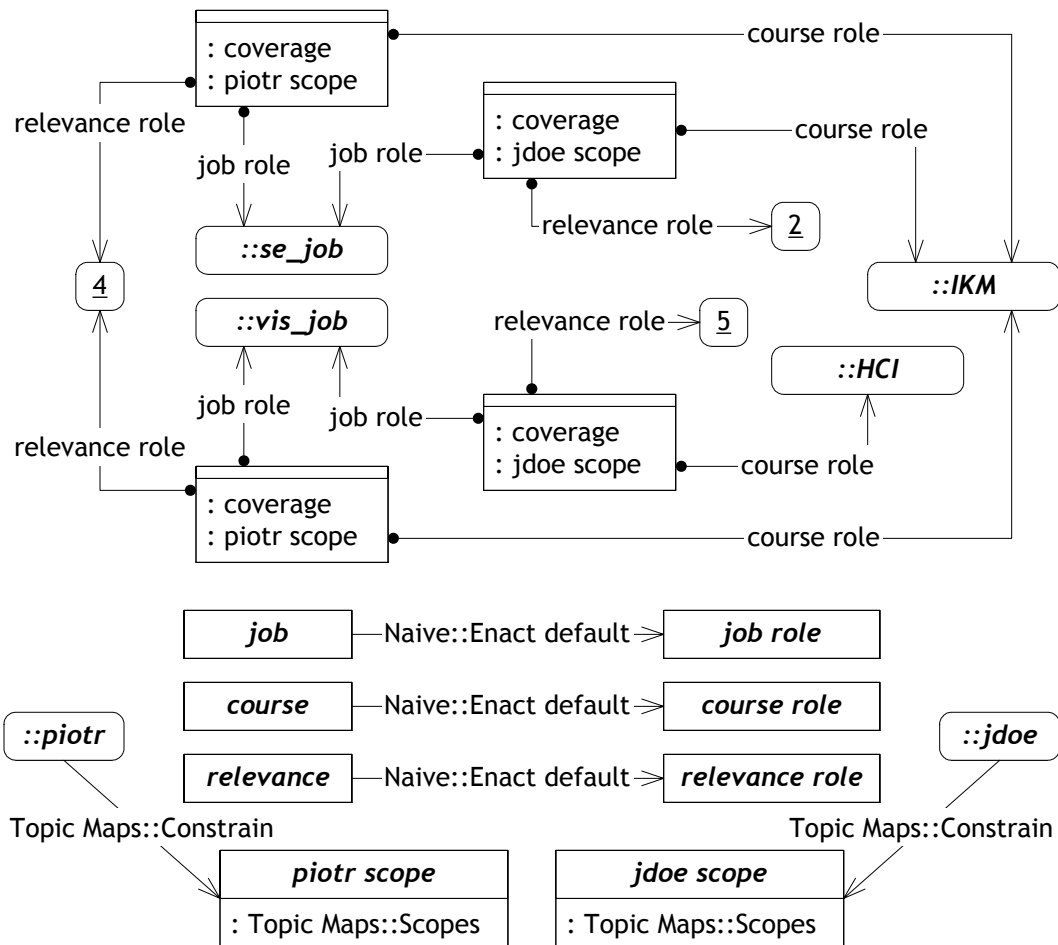 : coverage
: piotr scope
course role
relevance role
job role
: coverage
: jdoe scope
job role
course role
relevance role
2
::se_job
4
::IKM
::vis_job
relevance role
5
::HCI
job role
job role
: coverage
: jdoe scope
course role
relevance role
: coverage
: piotr scope
course role
job
Naive::Enact default
job role
course
Naive::Enact default
course role
::piotr
::jdoe
relevance
Naive::Enact default
relevance role
Topic Maps::Constrain
Topic Maps::Constrain
piotr scope
: Topic Maps::Scopes
jdoe scope
: Topic Maps::Scopes